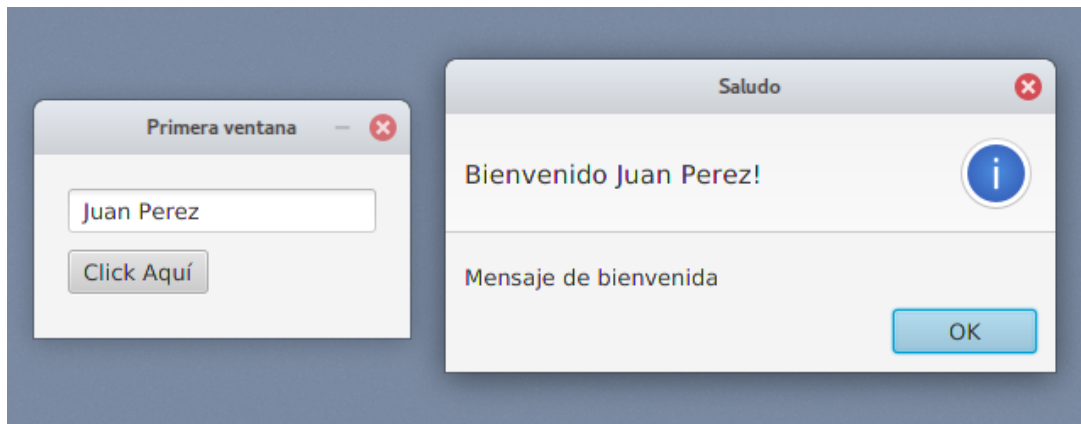 Primera ventana
Juan Perez
Click Aquí
Saludo
Bienvenido Juan Perez!
i
Mensaje de bienvenida
OK